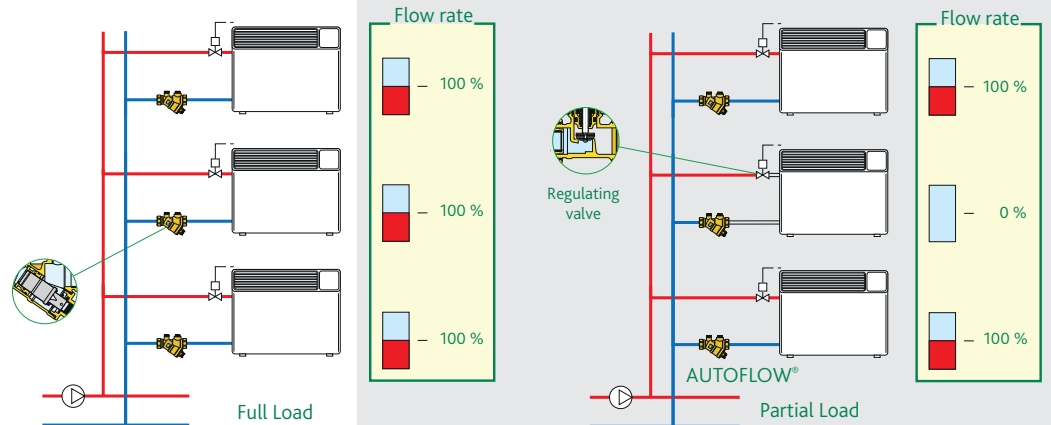 Flow rate
100 %
100 %
100 %
Full Load
Flow rate
100 %
0 %
100 %
Regulating
valve
AUTOFLOW®
Partial Load